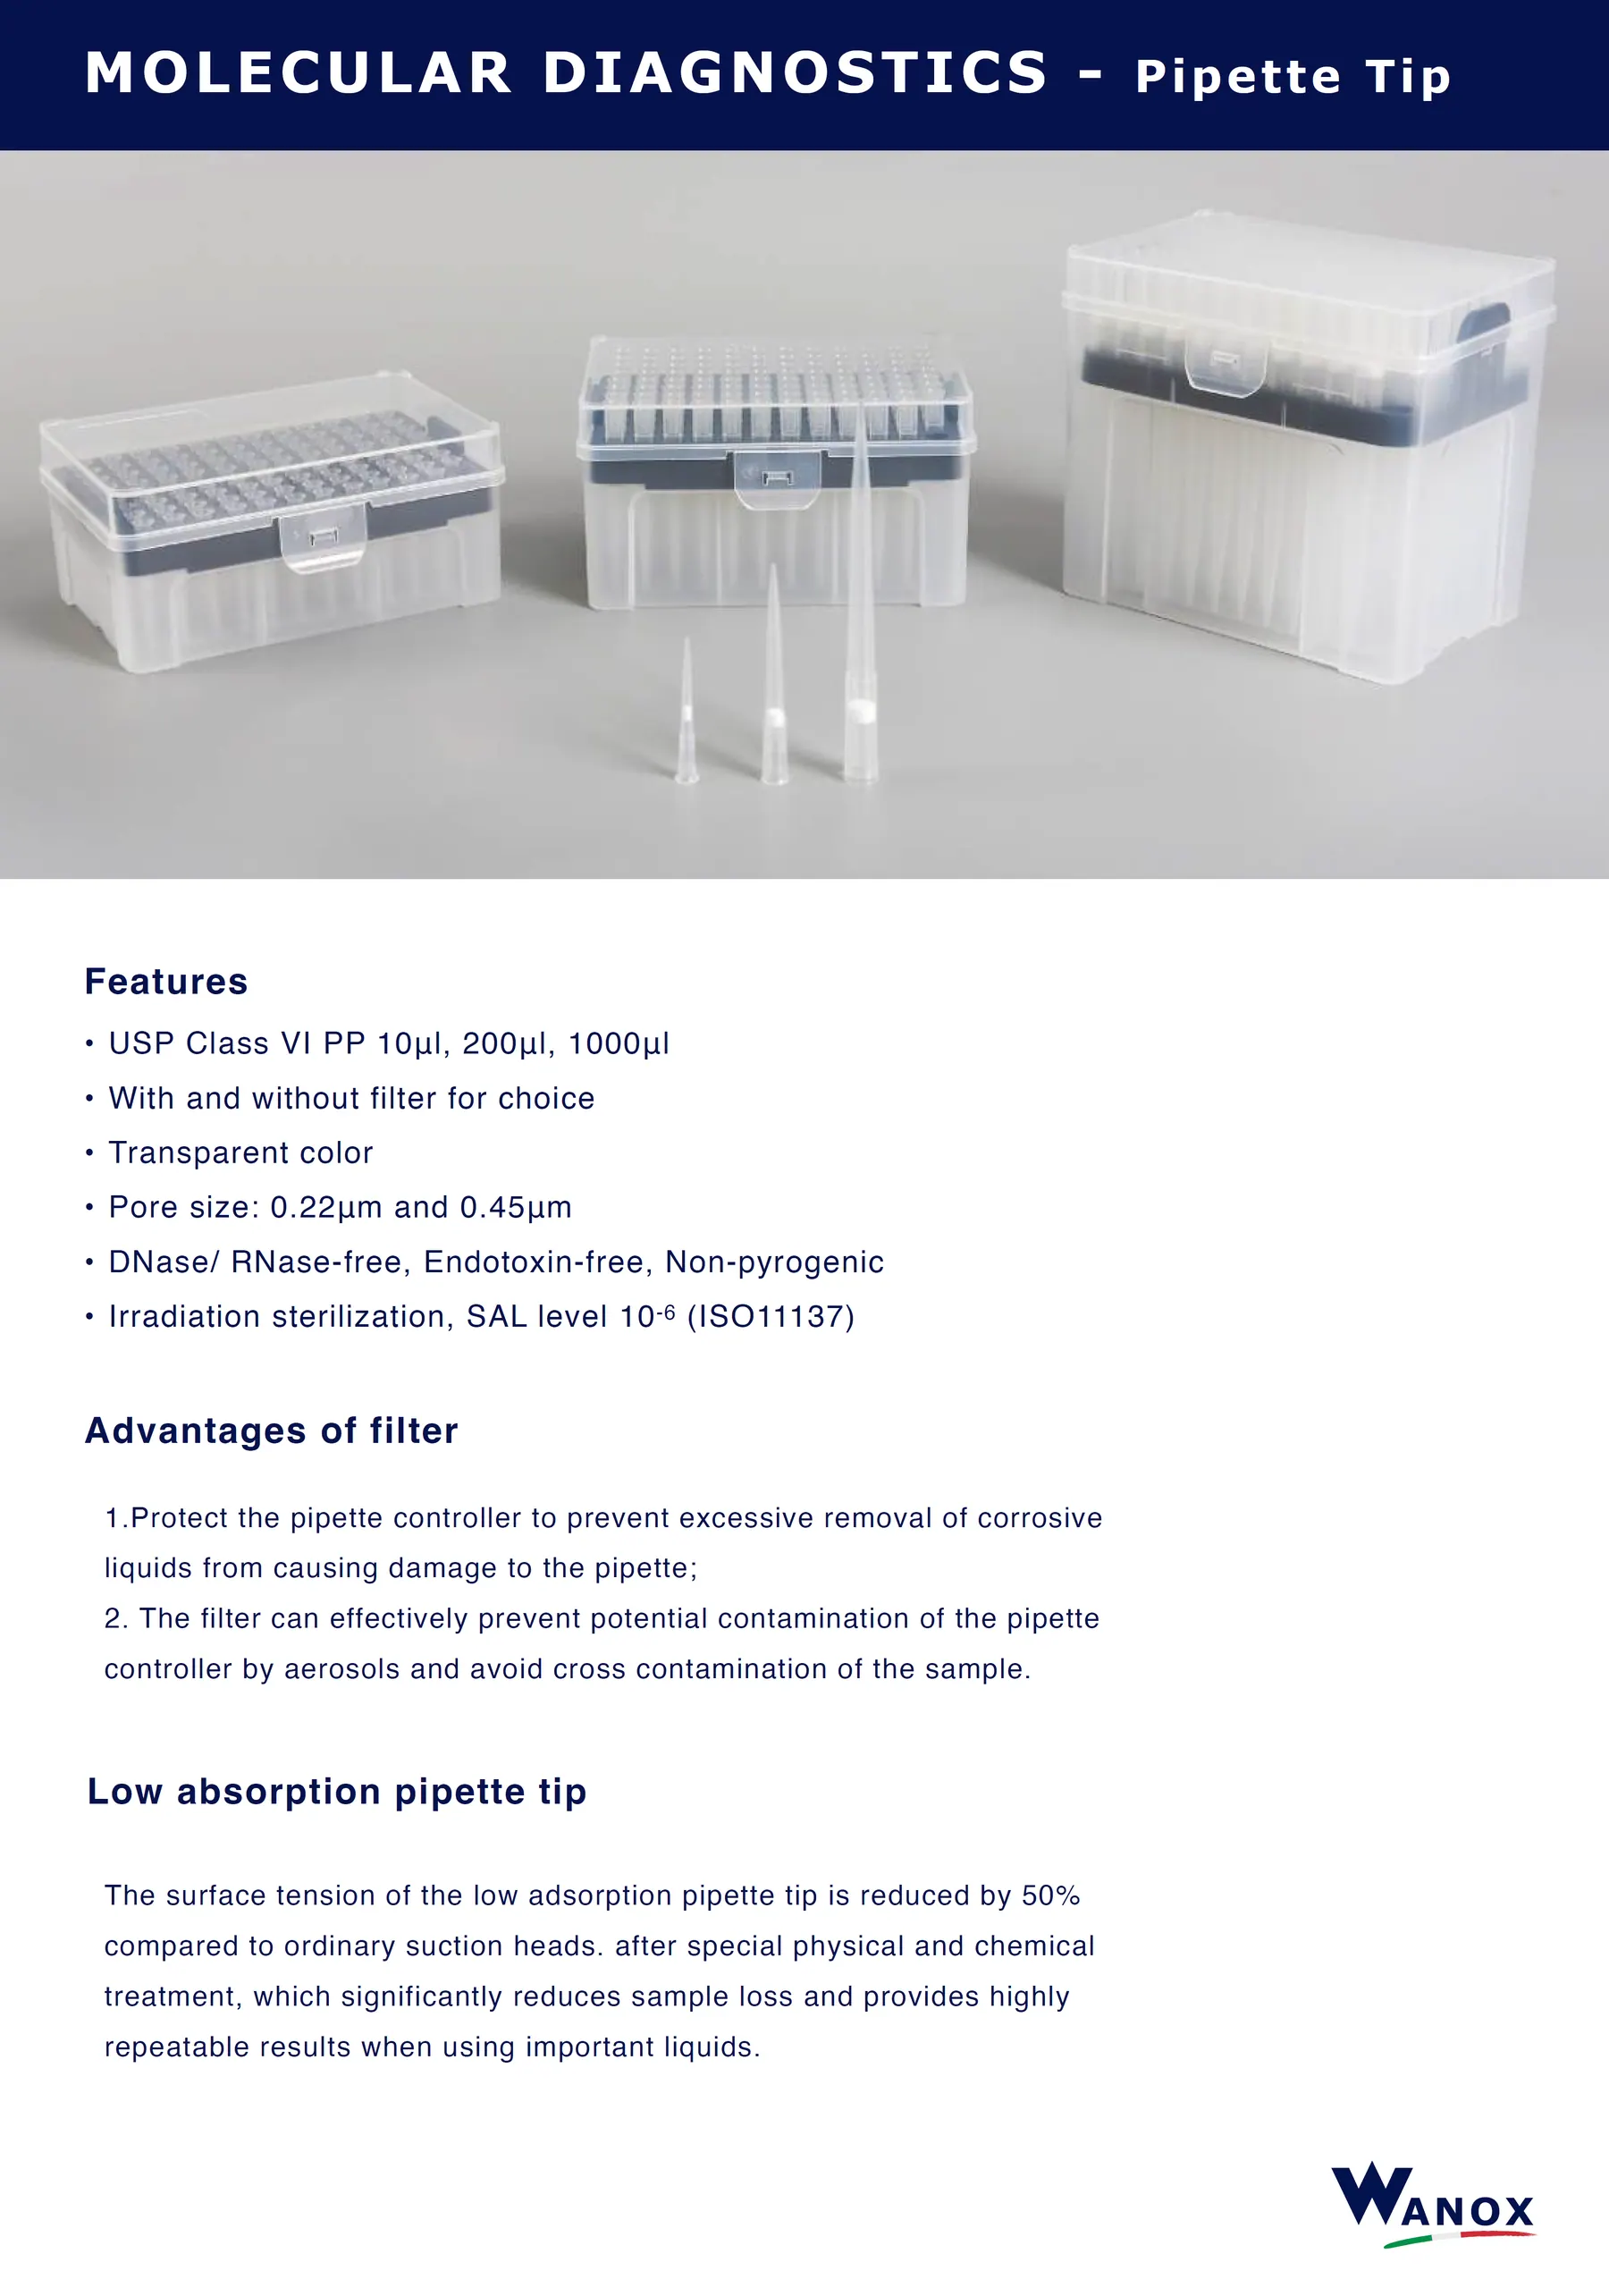 MOLECULAR DIAGNOSTICS - Pipette Tip
Features
• USP Class VI PP 10μl, 200μl, 1000μl
• With and without filter for choice
• Transparent color
• Pore size: 0.22μm and 0.45μm
• DNase/ RNase-free, Endotoxin-free, Non-pyrogenic
• Irradiation sterilization, SAL level 10⁻⁶ (ISO11137)
Advantages of filter
1.Protect the pipette controller to prevent excessive removal of corrosive
liquids from causing damage to the pipette;
2. The filter can effectively prevent potential contamination of the pipette
controller by aerosols and avoid cross contamination of the sample.
Low absorption pipette tip
The surface tension of the low adsorption pipette tip is reduced by 50%
compared to ordinary suction heads. after special physical and chemical
treatment, which significantly reduces sample loss and provides highly
repeatable results when using important liquids.
WANOX